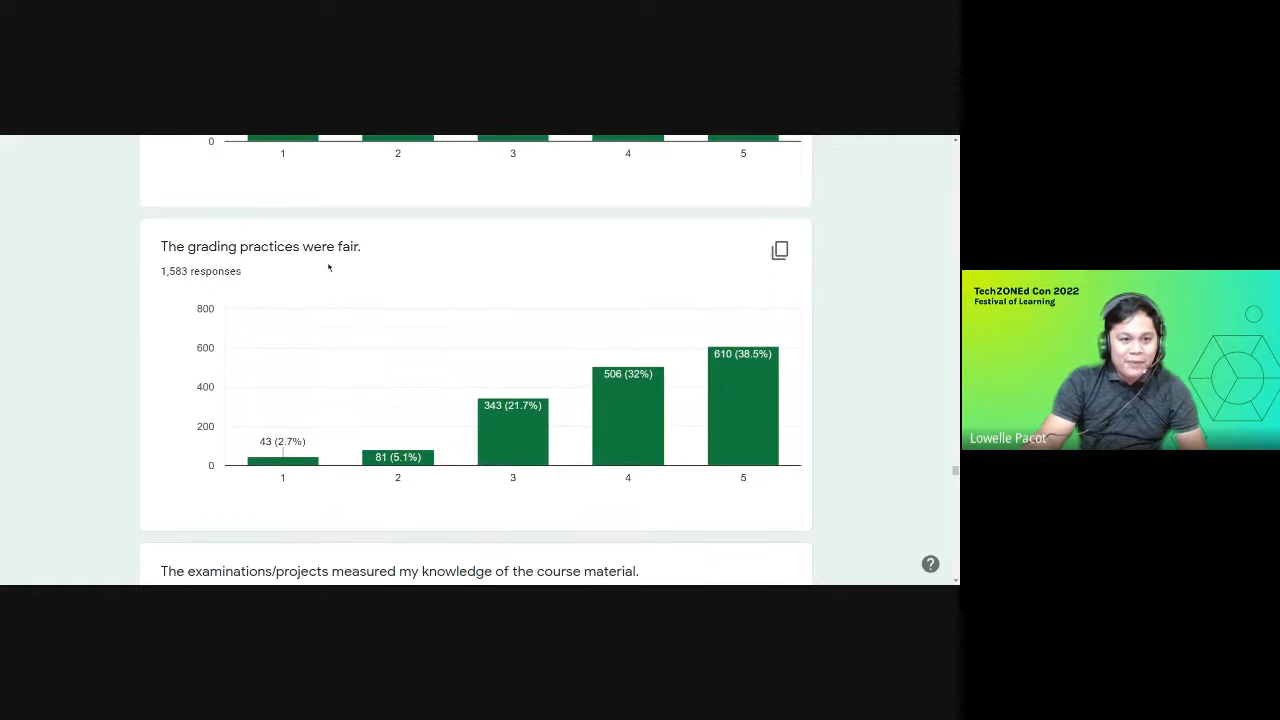 0
1 2 3 4 5
The grading practices were fair.
1,583 responses
800
600
400
200
0
43 (2.7%)
81 (5.1%)
343 (21.7%)
506 (32%)
610 (38.5%)
1 2 3 4 5
The examinations/projects measured my knowledge of the course material.
?
TechZONEd Con 2022
Festival of Learning
Lowelle Pacot